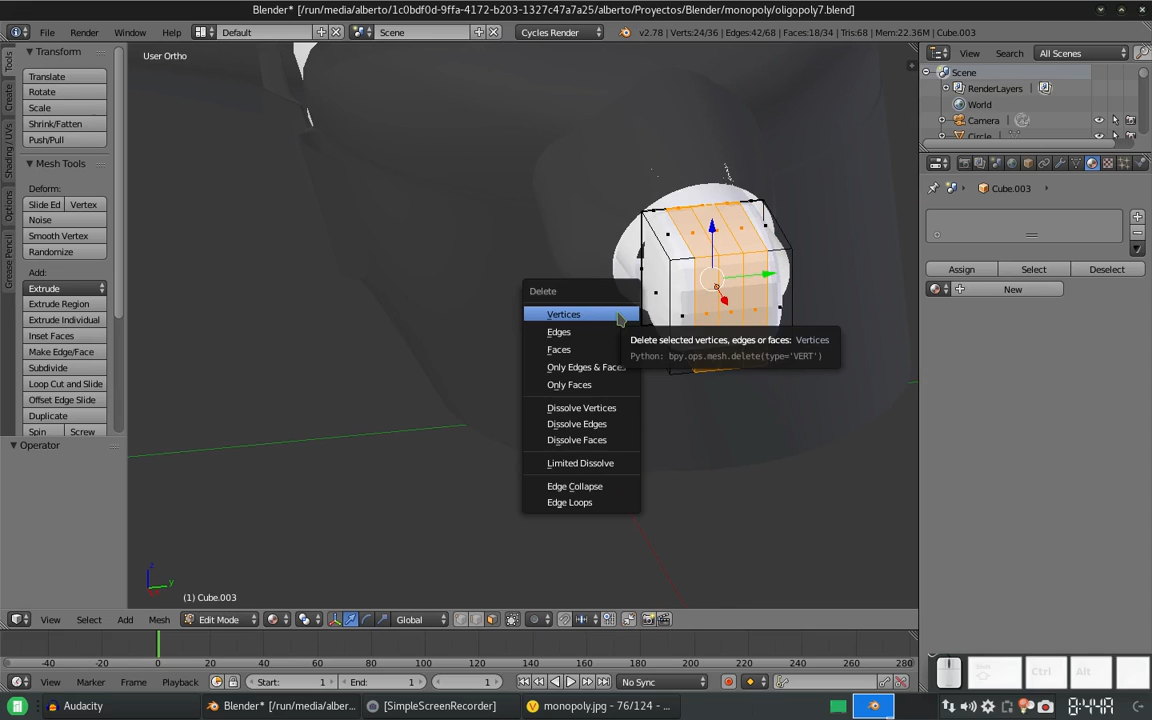 Blender* [/run/media/alberto/1c0bdf0d-9ffa-4172-b203-1327c47a7a25/alberto/Proyectos/Blender/monopoly/oligopoly7.blend]
File Render Window Help Default Scene Cycles Render v2.78 | Verts:24/36 | Edges:42/68 | Faces:18/34 | Tris:68 | Mem:22.36M | Cube.003
View Search All Scenes
Transform
User Ortho
Translate
Rotate
Scale
Shrink/Fatten
Push/Pull
Mesh Tools
Deform:
Slide Ed Vertex
Noise
Smooth Vertex
Randomize
Add:
Extrude
Extrude Region
Extrude Individual
Inset Faces
Make Edge/Face
Subdivide
Loop Cut and Slide
Offset Edge Slide
Duplicate
Spin Screw
Operator
Tools
Create
Shading / UVs
Options
Grease Pencil
Delete
Vertices
Edges
Faces
Only Edges & Faces
Only Faces
Dissolve Vertices
Dissolve Edges
Dissolve Faces
Limited Dissolve
Edge Collapse
Edge Loops
Delete selected vertices, edges or faces: Vertices
Python: bpy.ops.mesh.delete(type='VERT')
z
y
(1) Cube.003
Scene
RenderLayers
World
Camera
Circle
Cube.003
Assign Select Deselect
New
View Select Add Mesh Edit Mode Global
-40 -20 0 20 40 60 80 100 120 140 160 180 200 220 240 260 280
View Marker Frame Playback Start: 1 End: 1 1 No Sync
Ctrl Alt
Audacity Blender* [/run/media/alber... [SimpleScreenRecorder] monopoly.jpg - 76/124 - ...